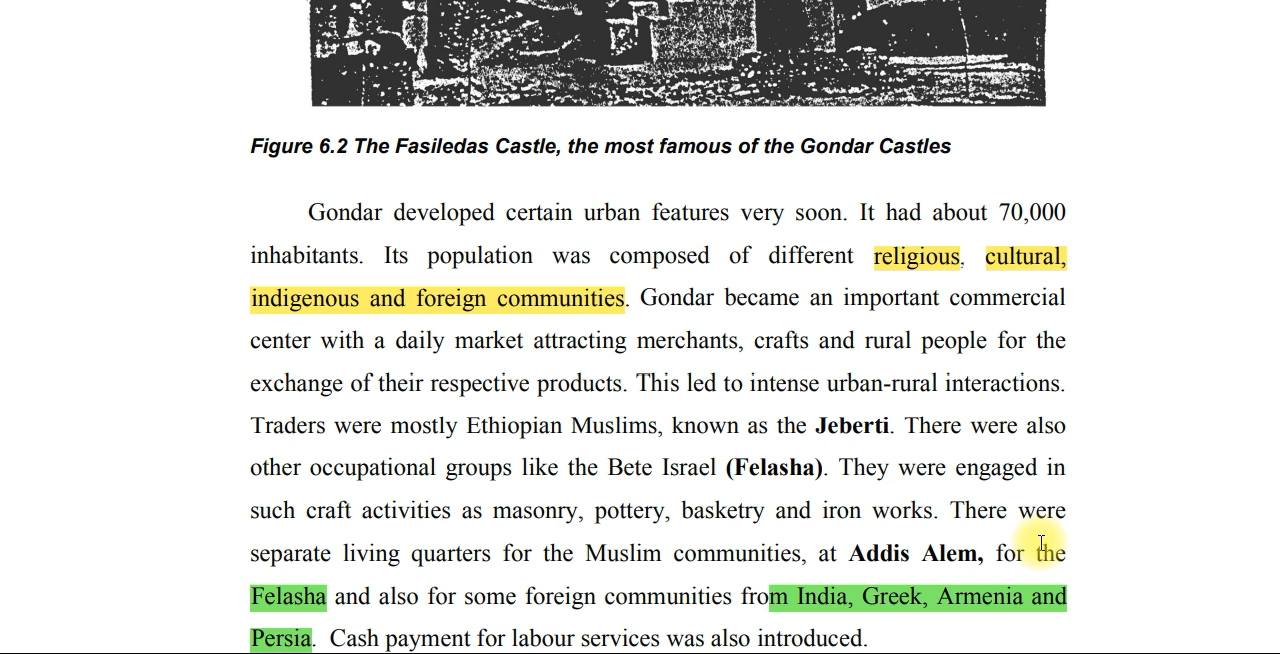 Figure 6.2 The Fasiledas Castle, the most famous of the Gondar Castles
Gondar developed certain urban features very soon. It had about 70,000
inhabitants. Its population was composed of different religious, cultural,
indigenous and foreign communities. Gondar became an important commercial
center with a daily market attracting merchants, crafts and rural people for the
exchange of their respective products. This led to intense urban-rural interactions.
Traders were mostly Ethiopian Muslims, known as the Jeberti. There were also
other occupational groups like the Bete Israel (Felasha). They were engaged in
such craft activities as masonry, pottery, basketry and iron works. There were
separate living quarters for the Muslim communities, at Addis Alem, for the
Felasha and also for some foreign communities from India, Greek, Armenia and
Persia. Cash payment for labour services was also introduced.